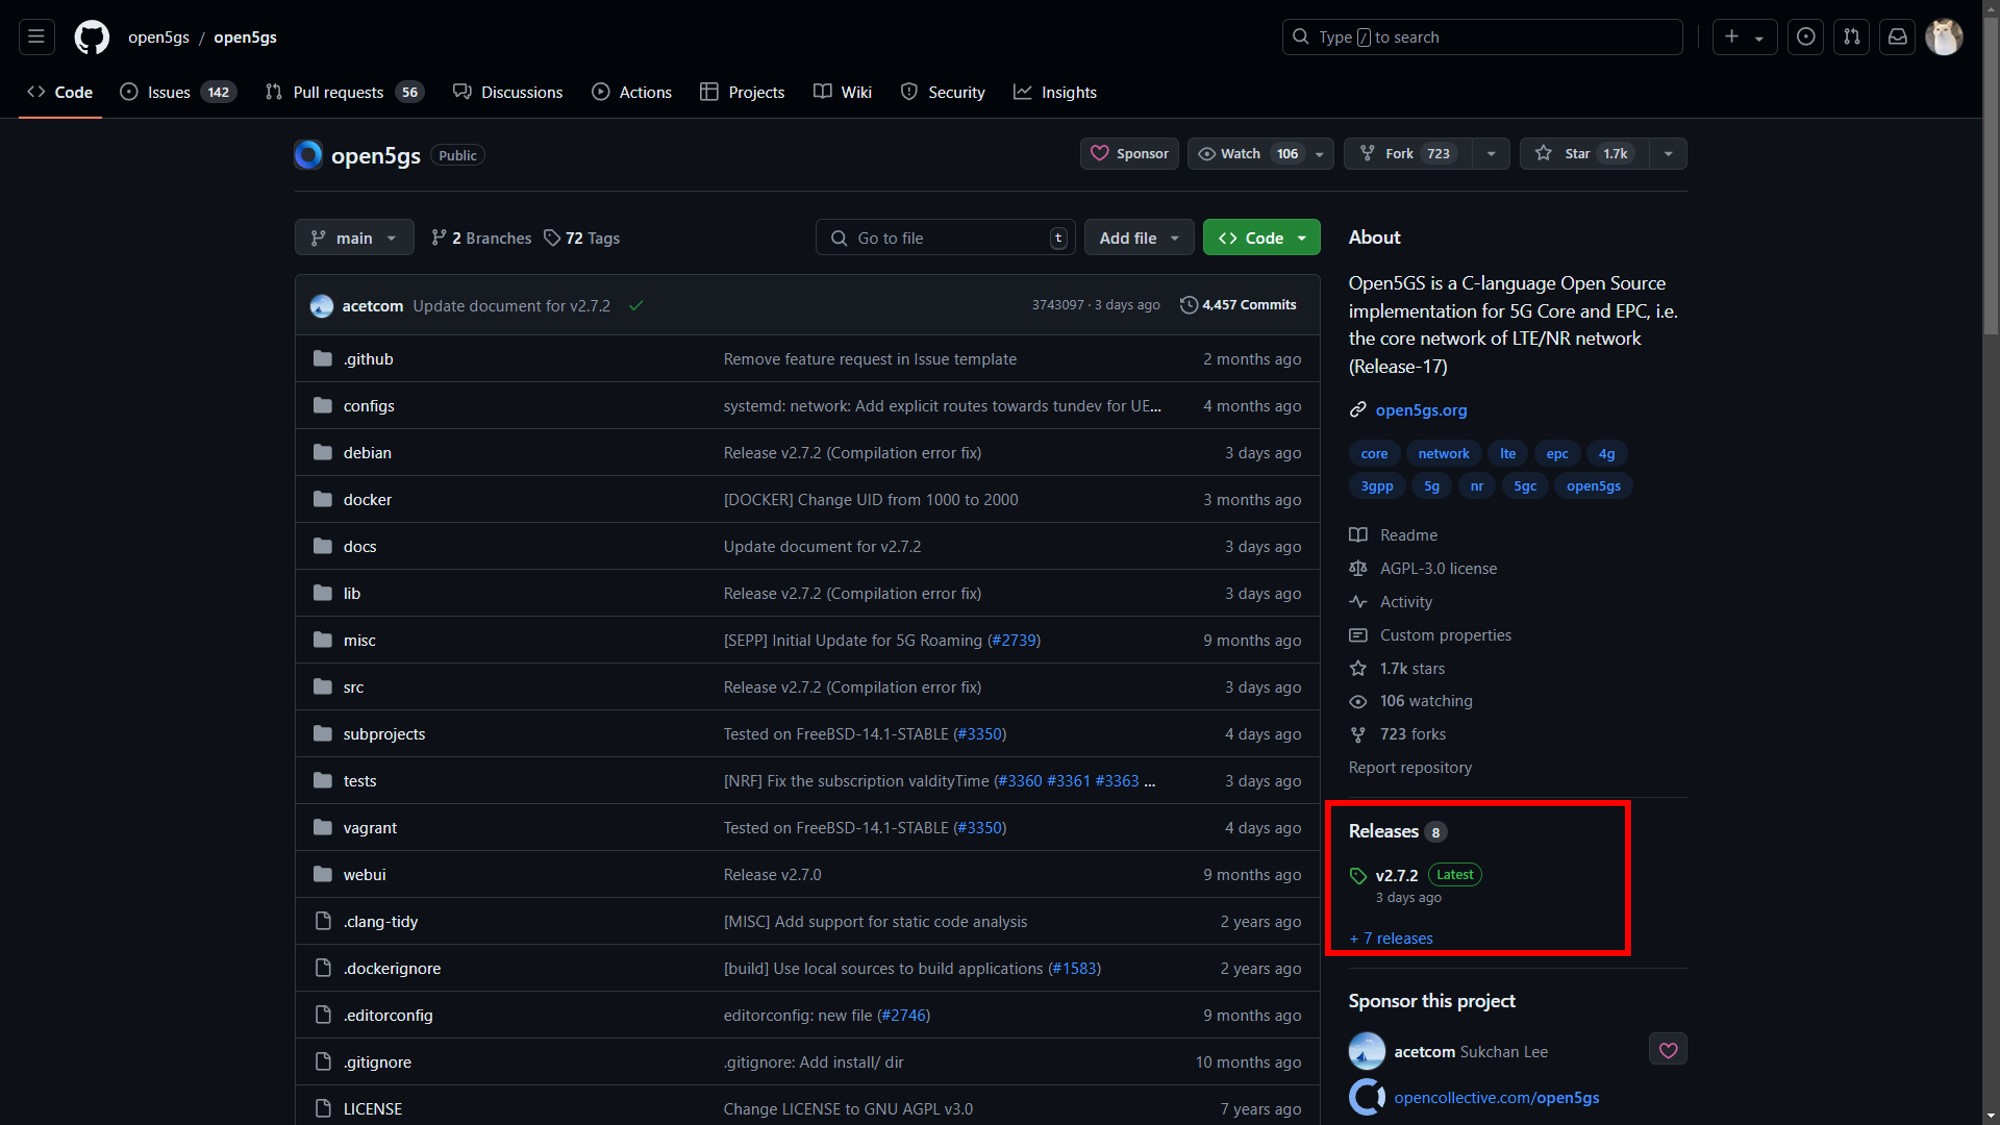 open5gs / open5gs
Type / to search
Code
Issues 142
Pull requests 56
Discussions
Actions
Projects
Wiki
Security
Insights
open5gs Public
Sponsor
Watch 106
Fork 723
Star 1.7k
main
2 Branches
72 Tags
Go to file t
Add file
Code
acetcom Update document for v2.7.2
3743097 · 3 days ago
4,457 Commits
.github Remove feature request in Issue template 2 months ago
configs systemd: network: Add explicit routes towards tundev for UE... 4 months ago
debian Release v2.7.2 (Compilation error fix) 3 days ago
docker [DOCKER] Change UID from 1000 to 2000 3 months ago
docs Update document for v2.7.2 3 days ago
lib Release v2.7.2 (Compilation error fix) 3 days ago
misc [SEPP] Initial Update for 5G Roaming (#2739) 9 months ago
src Release v2.7.2 (Compilation error fix) 3 days ago
subprojects Tested on FreeBSD-14.1-STABLE (#3350) 4 days ago
tests [NRF] Fix the subscription valdityTime (#3360 #3361 #3363 ... 3 days ago
vagrant Tested on FreeBSD-14.1-STABLE (#3350) 4 days ago
webui Release v2.7.0 9 months ago
.clang-tidy [MISC] Add support for static code analysis 2 years ago
.dockerignore [build] Use local sources to build applications (#1583) 2 years ago
.editorconfig editorconfig: new file (#2746) 9 months ago
.gitignore .gitignore: Add install/ dir 10 months ago
LICENSE Change LICENSE to GNU AGPL v3.0 7 years ago
About
Open5GS is a C-language Open Source
implementation for 5G Core and EPC, i.e.
the core network of LTE/NR network
(Release-17)
open5gs.org
core network lte epc 4g
3gpp 5g nr 5gc open5gs
Readme
AGPL-3.0 license
Activity
Custom properties
1.7k stars
106 watching
723 forks
Report repository
Releases 8
v2.7.2 Latest
3 days ago
+ 7 releases
Sponsor this project
acetcom Sukchan Lee
opencollective.com/open5gs